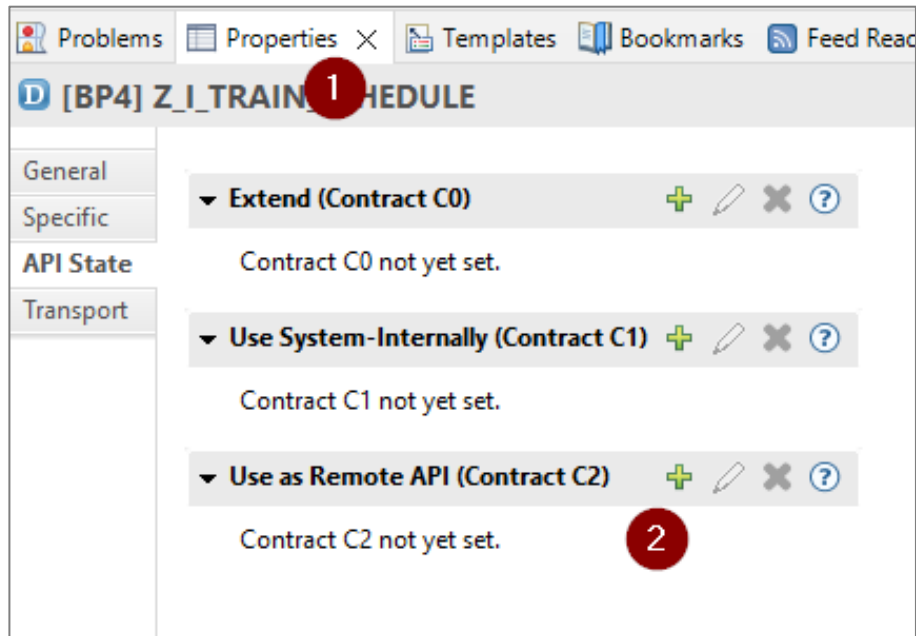 Problems Properties Templates Bookmarks Feed Reac
1
D [BP4] Z_I_TRAIN_ HEDULE
General
Extend (Contract C0)
Specific
API State
Contract C0 not yet set.
Transport
Use System-Internally (Contract C1)
Contract C1 not yet set.
Use as Remote API (Contract C2)
Contract C2 not yet set.
2